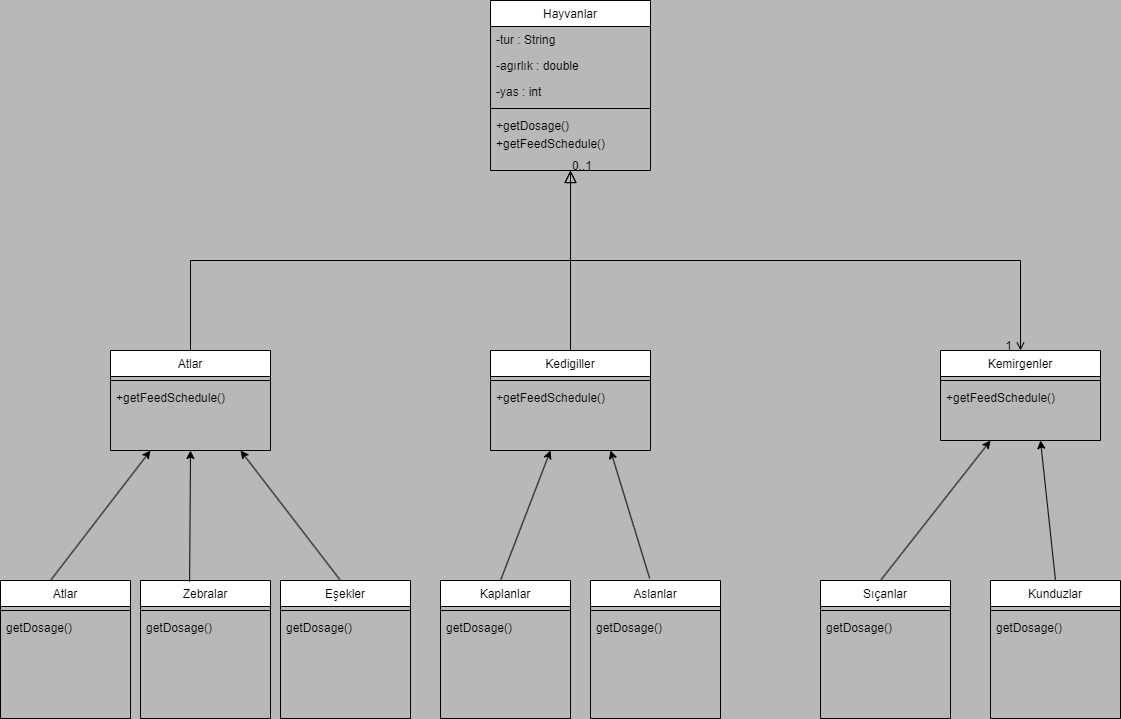 Hayvanlar
-tur : String
-agırlık : double
-yas : int
+getDosage()
+getFeedSchedule()
0..1
1
Atlar
+getFeedSchedule()
Kedigiller
+getFeedSchedule()
Kemirgenler
+getFeedSchedule()
Atlar
getDosage()
Zebralar
getDosage()
Eşekler
getDosage()
Kaplanlar
getDosage()
Aslanlar
getDosage()
Sıçanlar
getDosage()
Kunduzlar
getDosage()